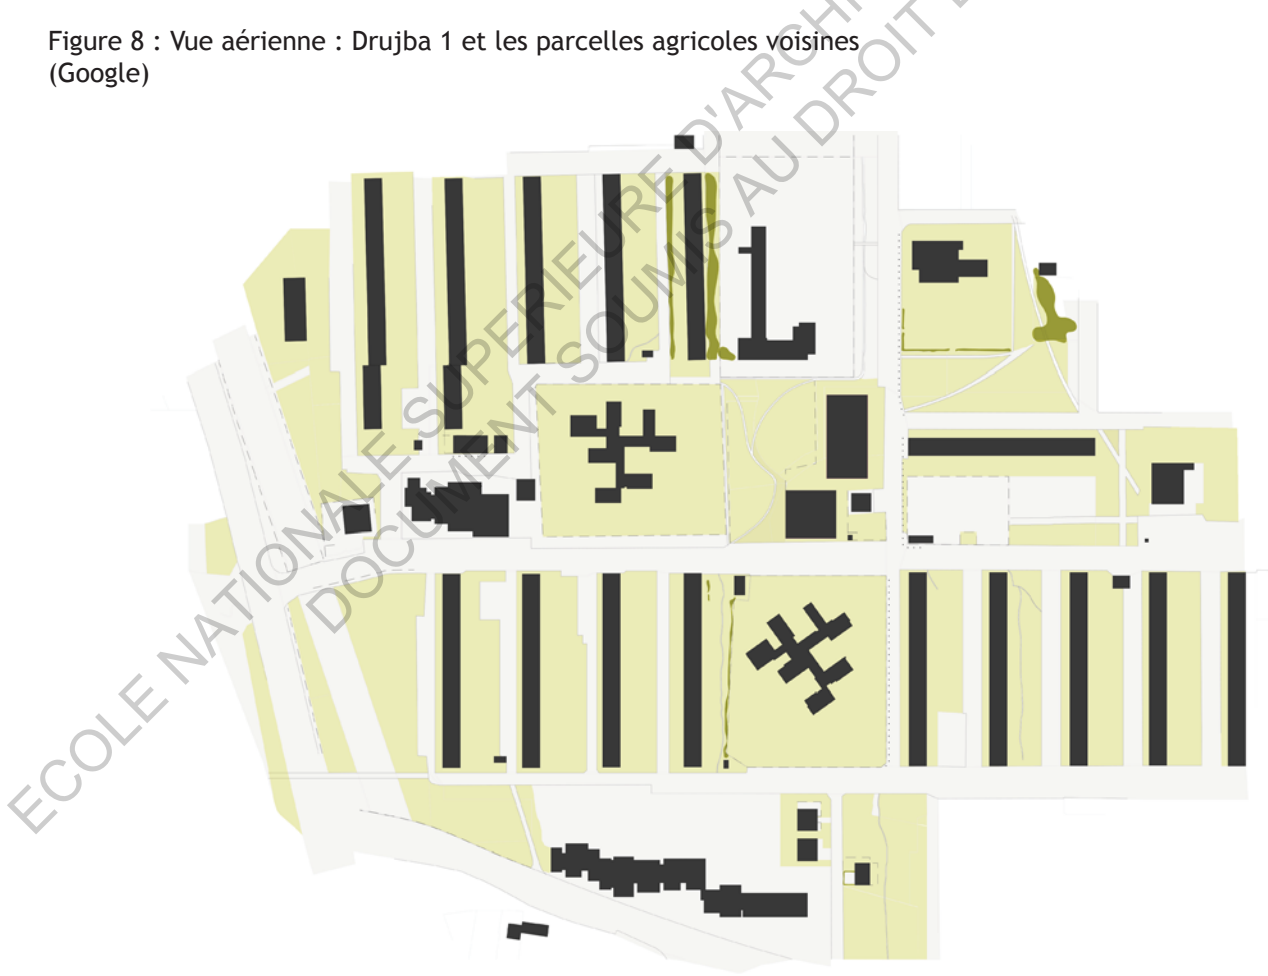 Figure 8 : Vue aérienne : Drujba 1 et les parcelles agricoles voisines
(Google)
ECOLE NATIONALE SUPERIEURE D'ARCHI
DOCUMENT SOUMIS AU DROIT